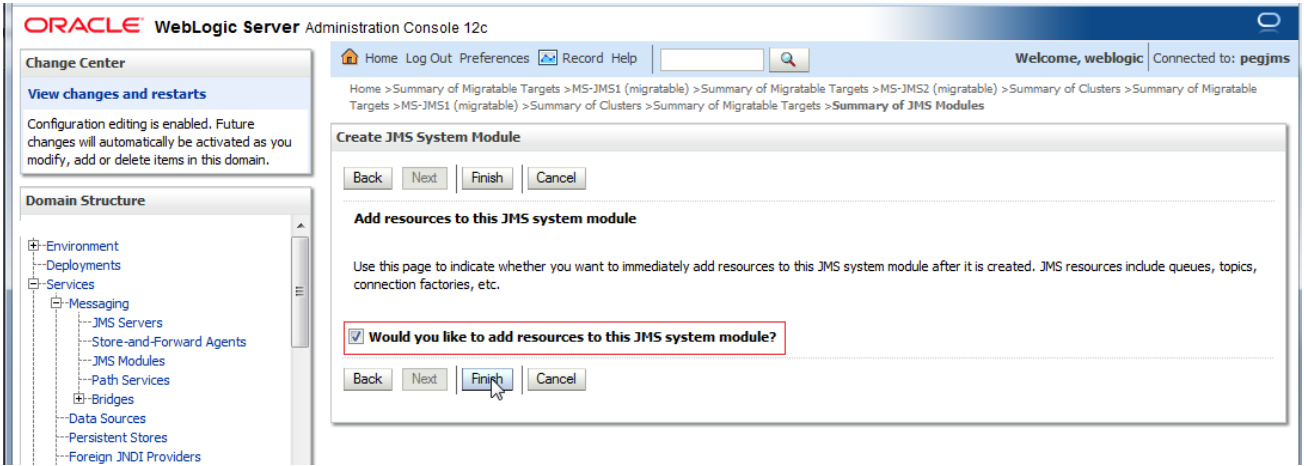 ORACLE WebLogic Server Administration Console 12c
Change Center
View changes and restarts
Configuration editing is enabled. Future
changes will automatically be activated as you
modify, add or delete items in this domain.
Domain Structure
Environment
Deployments
Services
Messaging
JMS Servers
Store-and-Forward Agents
JMS Modules
Path Services
Bridges
Data Sources
Persistent Stores
Foreign JNDI Providers
Home Log Out Preferences Record Help
Welcome, weblogic Connected to: pegjms
Home >Summary of Migratable Targets >MS-JMS1 (migratable) >Summary of Migratable Targets >MS-JMS2 (migratable) >Summary of Clusters >Summary of Migratable
Targets >MS-JMS1 (migratable) >Summary of Clusters >Summary of Migratable Targets >Summary of JMS Modules
Create JMS System Module
Back Next Finish Cancel
Add resources to this JMS system module
Use this page to indicate whether you want to immediately add resources to this JMS system module after it is created. JMS resources include queues, topics,
connection factories, etc.
Would you like to add resources to this JMS system module?
Back Next Finish Cancel